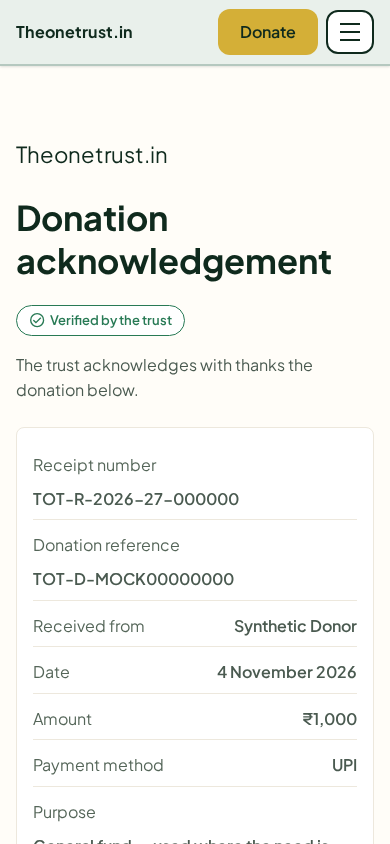 Theonetrust.in
Donate
Theonetrust.in
Donation
acknowledgement
Verified by the trust
The trust acknowledges with thanks the
donation below.
Receipt number
TOT-R-2026-27-000000
Donation reference
TOT-D-MOCK00000000
Received from Synthetic Donor
Date 4 November 2026
Amount ₹1,000
Payment method UPI
Purpose